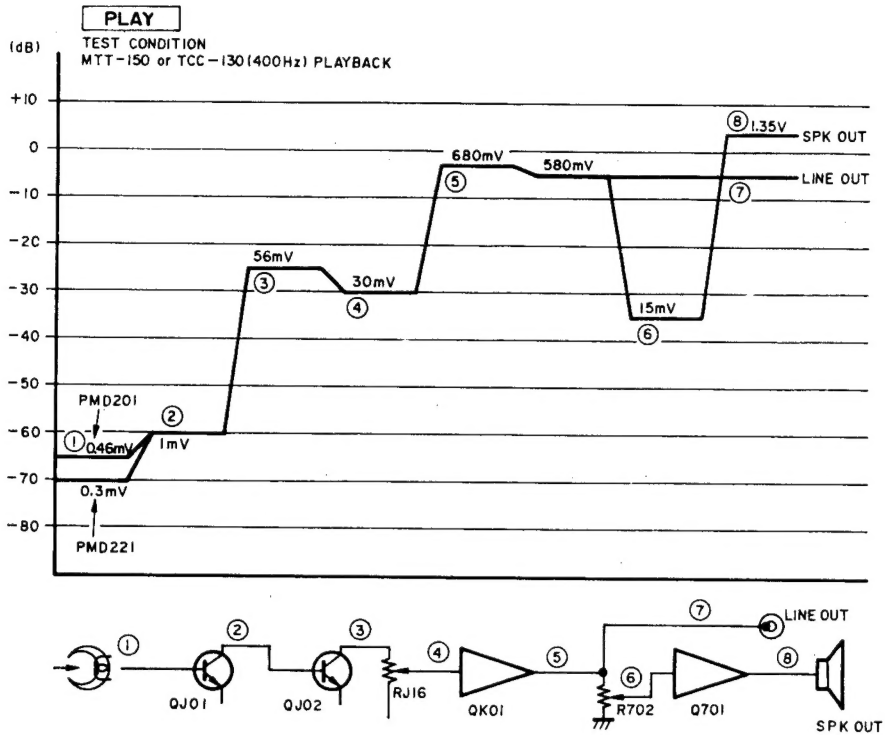 PLAY
TEST CONDITION
MTT-150 or TCC-130(400Hz) PLAYBACK
(dB)
+10
0
-10
-20
-30
-40
-50
-60
-70
-80
⑧ 1.35V
SPK OUT
680mV
580mV
LINE OUT
⑤
⑦
56mV
③
30mV
④
15mV
⑥
PMD201
②
① 0.46mV
1mV
0.3mV
PMD221
⑦
LINE OUT
① ② ③ ④ ⑤ ⑥ ⑧
QJ01
QJ02
RJ16
QK01
R702
Q701
SPK OUT